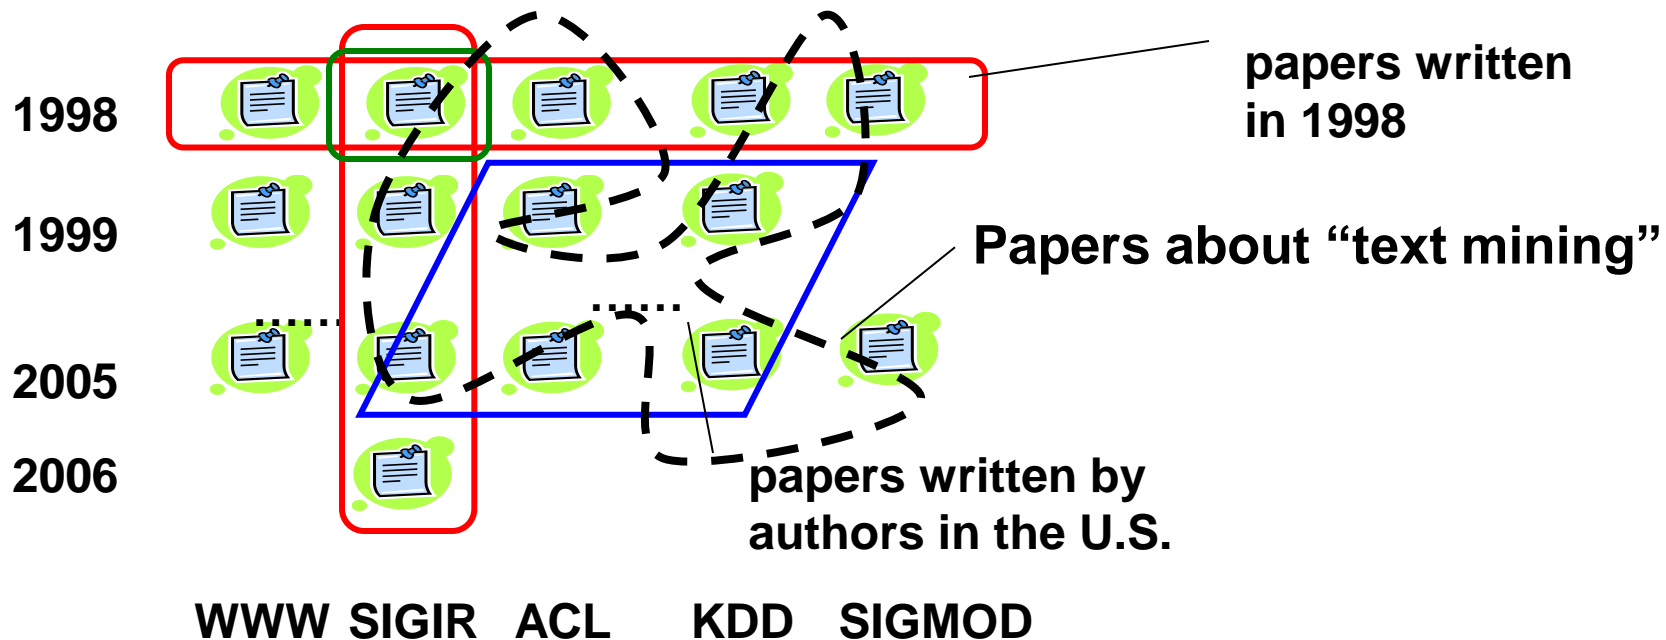 papers written
in 1998
1998
1999
Papers about “text mining”
......
......
2005
2006
papers written by
authors in the U.S.
WWW SIGIR ACL KDD SIGMOD